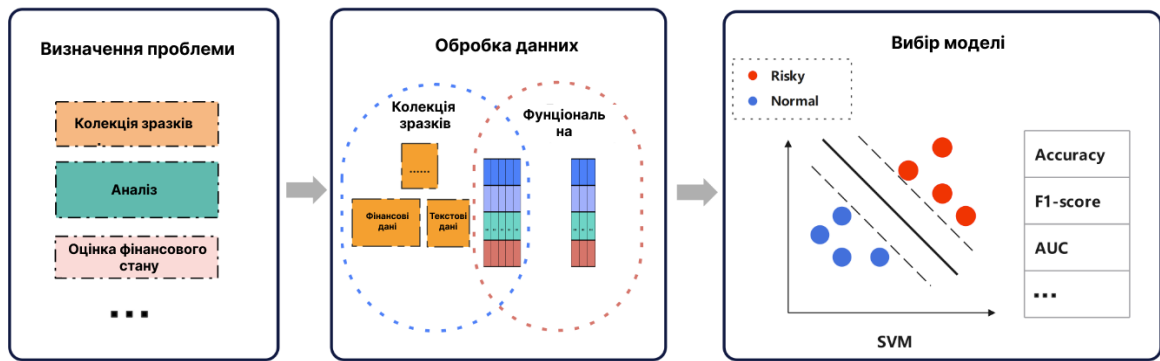 Визначення проблеми
Колекція зразків
Аналіз
Оцінка фінансового
стану
...
Обробка данних
Колекція
зразків
......
Фінансові
дані
Текстові
дані
Фунціональ
на
Вибір моделі
Risky
Normal
SVM
Accuracy
F1-score
AUC
...